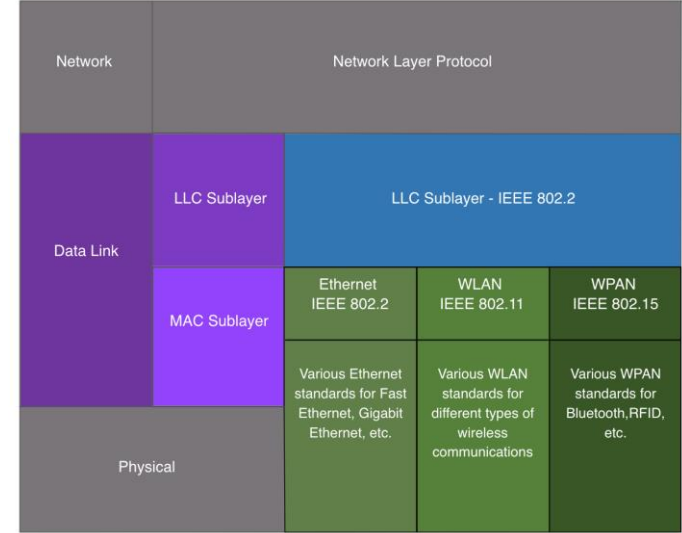 Network
Network Layer Protocol
Data Link
LLC Sublayer
LLC Sublayer - IEEE 802.2
MAC Sublayer
Ethernet
IEEE 802.2
WLAN
IEEE 802.11
WPAN
IEEE 802.15
Various Ethernet
standards for Fast
Ethernet, Gigabit
Ethernet, etc.
Various WLAN
standards for
different types of
wireless
communications
Various WPAN
standards for
Bluetooth,RFID,
etc.
Physical